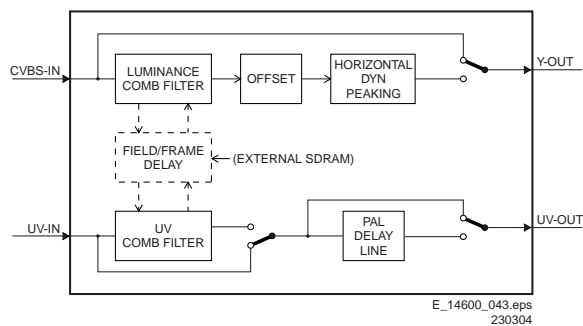 CVBS-IN
LUMINANCE
COMB FILTER
OFFSET
HORIZONTAL
DYN
PEAKING
Y-OUT
FIELD/FRAME
DELAY
(EXTERNAL SDRAM)
UV-IN
UV
COMB FILTER
PAL
DELAY
LINE
UV-OUT
E_14600_043.eps
230304